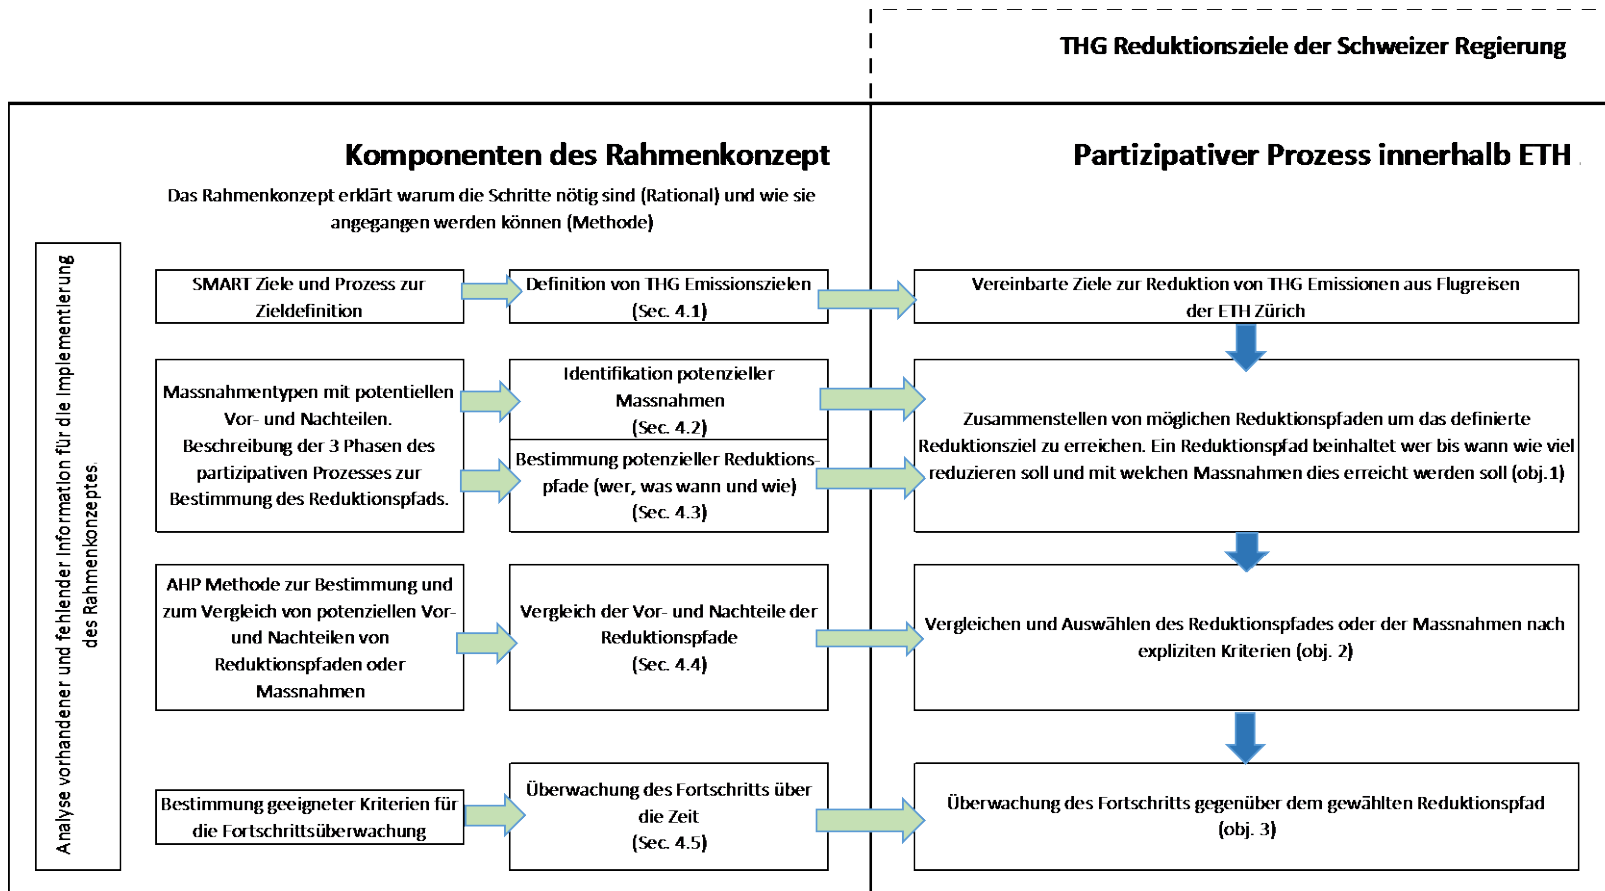 THG Reduktionsziele der Schweizer Regierung
Komponenten des Rahmenkonzept
Partizipativer Prozess innerhalb ETH
Das Rahmenkonzept erklärt warum die Schritte nötig sind (Rational) und wie sie
angegangen werden können (Methode)
Analyse vorhandener und fehlender Information für die Implementierung
des Rahmenkonzeptes.
SMART Ziele und Prozess zur
Zieldefinition
Definition von THG Emissionszielen
(Sec. 4.1)
Vereinbarte Ziele zur Reduktion von THG Emissionen aus Flugreisen
der ETH Zürich
Massnahmentypen mit potentiellen
Vor- und Nachteilen.
Beschreibung der 3 Phasen des
partizipativen Prozesses zur
Bestimmung des Reduktionspfads.
Identifikation potenzieller
Massnahmen
(Sec. 4.2)
Bestimmung potenzieller Reduktions-
pfade (wer, was wann und wie)
(Sec. 4.3)
Zusammenstellen von möglichen Reduktionspfaden um das definierte
Reduktionsziel zu erreichen. Ein Reduktionspfad beinhaltet wer bis wann wie viel
reduzieren soll und mit welchen Massnahmen dies erreicht werden soll (obj.1)
AHP Methode zur Bestimmung und
zum Vergleich von potenziellen Vor-
und Nachteilen von
Reduktionspfaden oder
Massnahmen
Vergleich der Vor- und Nachteile der
Reduktionspfade
(Sec. 4.4)
Vergleichen und Auswählen des Reduktionspfades oder der Massnahmen nach
expliziten Kriterien (obj. 2)
Bestimmung geeigneter Kriterien für
die Fortschrittsüberwachung
Überwachung des Fortschritts über
die Zeit
(Sec. 4.5)
Überwachung des Fortschritts gegenüber dem gewählten Reduktionspfad
(obj. 3)